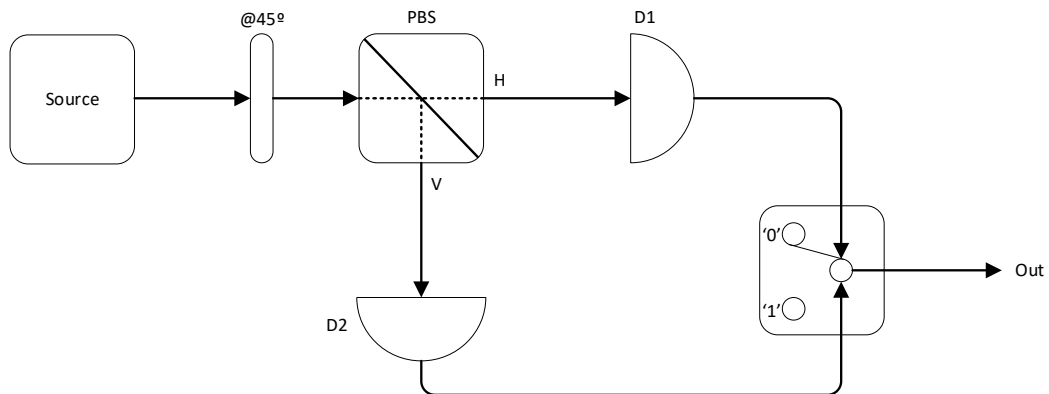 @45º
PBS
D1
Source
H
V
'0'
Out
'1'
D2